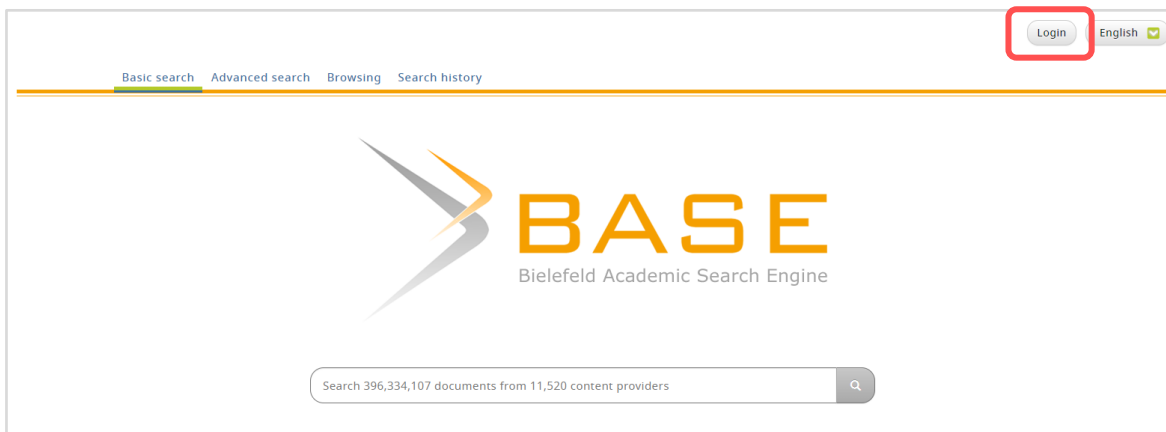 Login English
Basic search Advanced search Browsing Search history
BASE
Bielefeld Academic Search Engine
Search 396,334,107 documents from 11,520 content providers